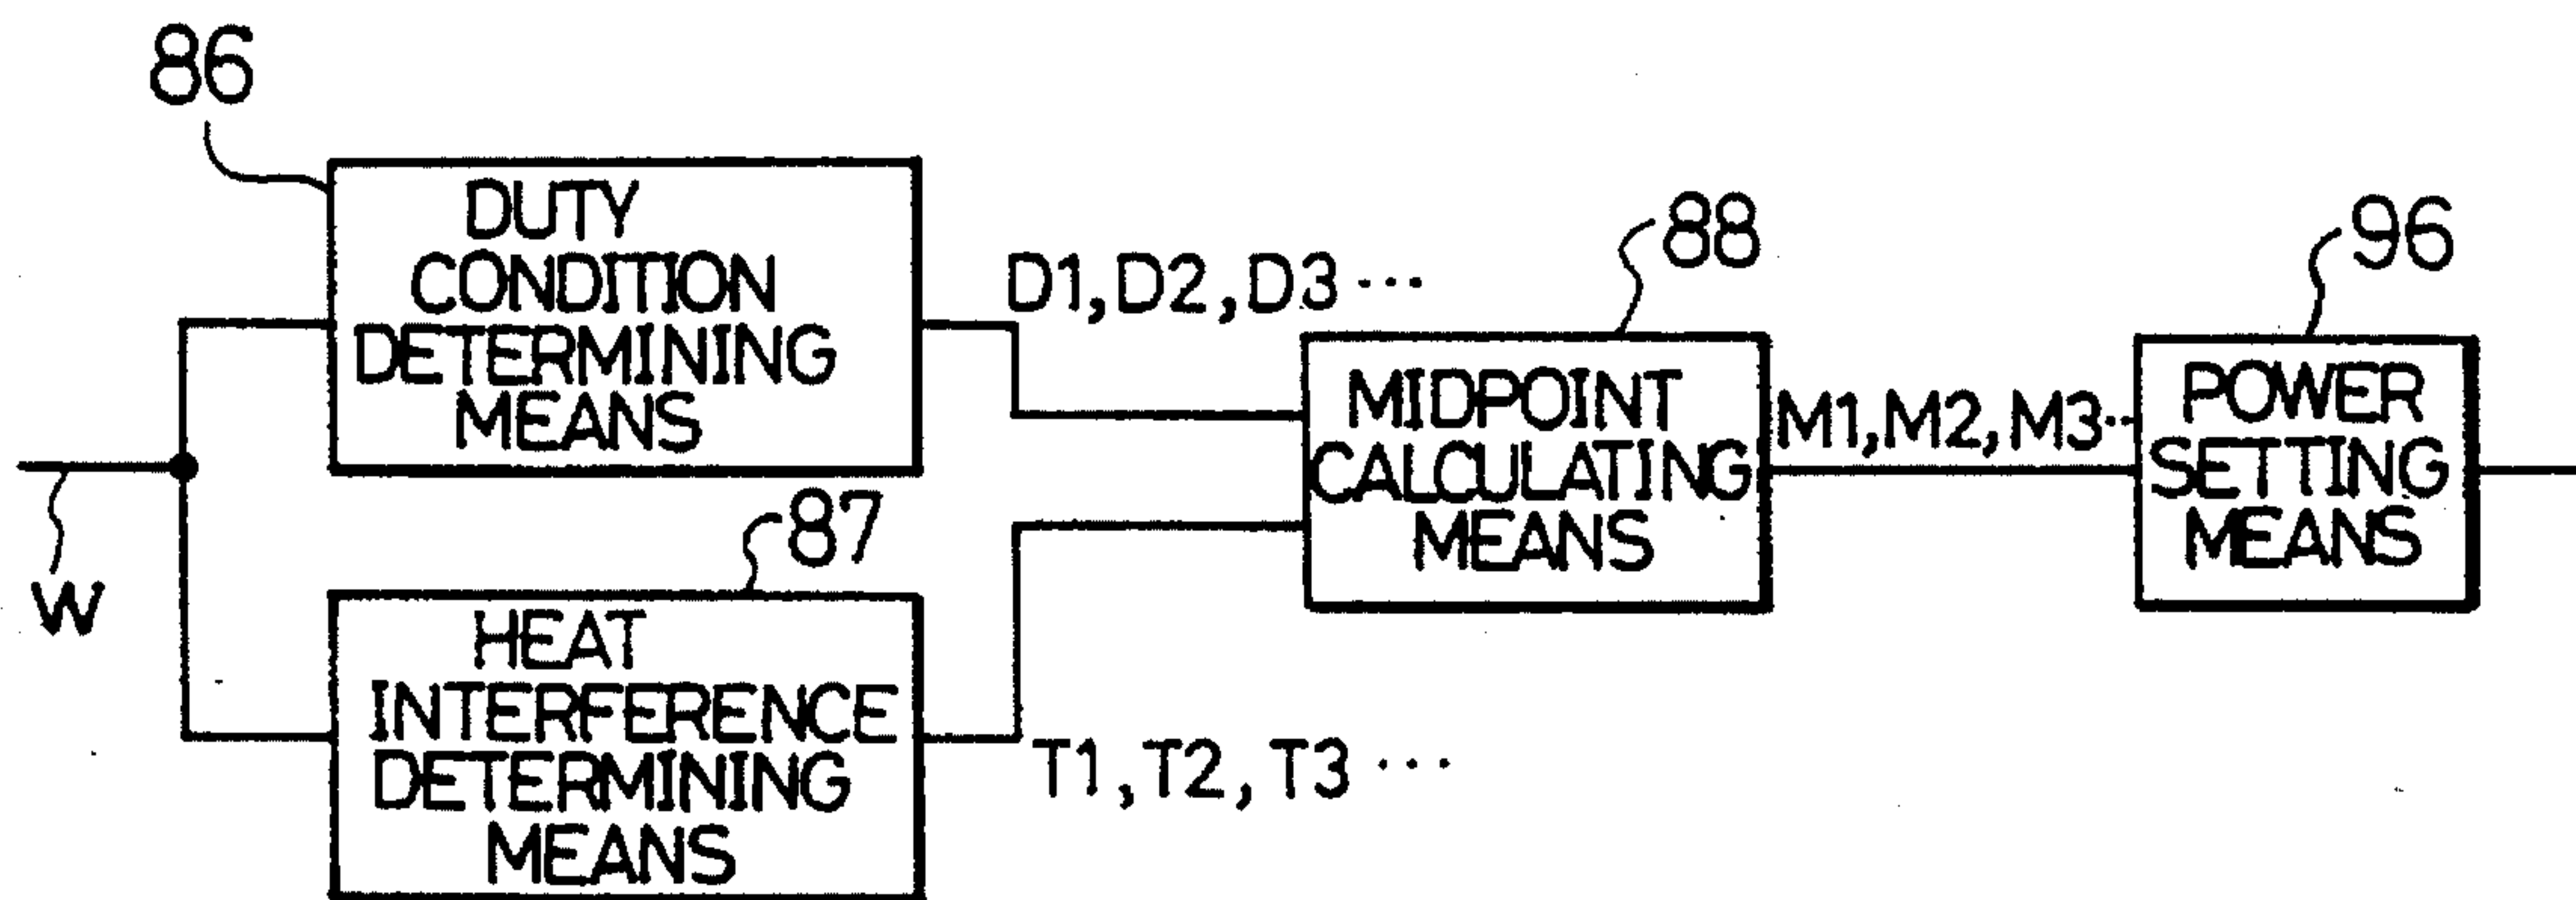 86
DUTY
CONDITION
DETERMINING
MEANS
D1, D2, D3 ···
88
MIDPOINT
CALCULATING
MEANS
M1, M2, M3··
96
POWER
SETTING
MEANS
W
87
HEAT
INTERFERENCE
DETERMINING
MEANS
T1, T2, T3 ···